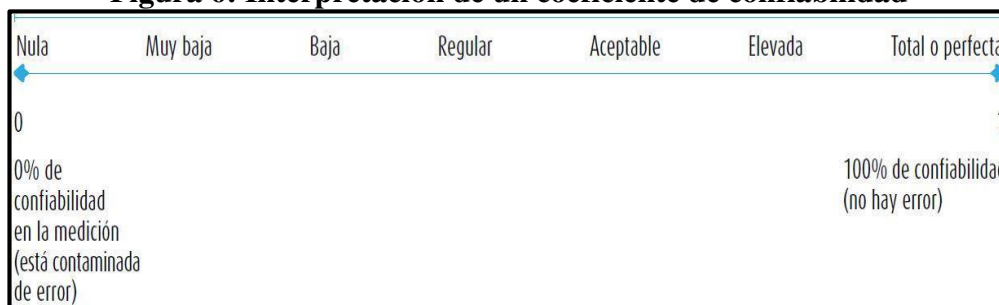 Figura 6. Interpretación de un coeficiente de confiabilidad
Nula Muy baja Baja Regular Aceptable Elevada Total o perfecta
0
0% de
confiabilidad
en la medición
(está contaminada
de error)
100% de confiabilidad
(no hay error)